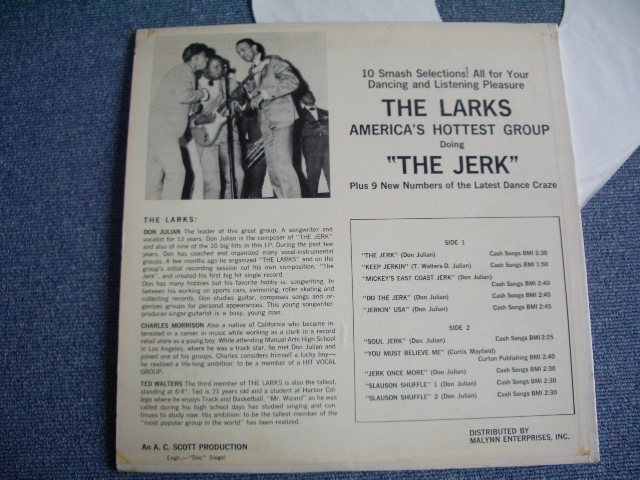 10 Smash Selections! All for Your
Dancing and Listening Pleasure
THE LARKS
AMERICA'S HOTTEST GROUP
Doing
"THE JERK"
Plus 9 New Numbers of the Latest Dance Craze
THE LARKS:
DON JULIAN The leader of this great group. A songwriter and
vocalist for 12 years. Don Julian is the composer of "THE JERK"
and also of nine of the 10 big hits in this LP. During the past few
years, Don has coached and organized many vocal-instrumental
groups. A few months ago he organized "THE LARKS" and on the
group's initial recording session cut his own composition, "The
Jerk", and created his first big hit single record.
Don has many hobbies but his favorite hobby is: songwriting. In
between his working on sports cars, swimming, roller skating and
collecting records, Don studies guitar, composes songs and or-
ganizes groups for personal appearances. This young songwriter-
producer-singer-guitarist is a busy, young man.
CHARLES MORRISON Also a native of California who became in-
terested in a career in music while working as a clerk in a record
retail store as a young boy. While attending Manual Arts High School
in Los Angeles, where he was a track star, he met Don Julian and
joined one of his groups. Charles considers himself a lucky boy—
he realized a life-long ambition: to be a member of a HIT VOCAL
GROUP.
TED WALTERS The third member of THE LARKS is also the tallest,
standing at 6'4". Ted is 21 years old and a student at Harbor Col-
lege where he enjoys Track and Basketball. "Mr. Wizard" as he was
called during his high school days has studied singing and con-
tinues to study now. His ambition: to be the tallest member of the
"most popular group in the world" has been realized.
An A. C. SCOTT PRODUCTION
Engr.—"Doc" Siegel
SIDE 1
"THE JERK" (Don Julian) Cash Songs BMI 2:30
"KEEP JERKIN" (T. Walters-D. Julian) Cash Songs BMI 1:50
"MICKEY'S EAST COAST JERK" (Don Julian)
Cash Songs BMI 2:40
"DO THE JERK" (Don Julian) Cash Songs BMI 2:45
"JERKIN' USA" (Don Julian) Cash Songs BMI 2:45
SIDE 2
"SOUL JERK" (Don Julian) Cash Songs BMI 2:25
"YOU MUST BELIEVE ME" (Curtis Mayfield)
Curtom Publishing BMI 2:40
"JERK ONCE MORE" (Don Julian) Cash Songs BMI 2:30
"SLAUSON SHUFFLE" 1 (Don Julian) Cash Songs BMI 2:30
"SLAUSON SHUFFLE" 2 (Don Julian) Cash Songs BMI 2:30
DISTRIBUTED BY
MALYNN ENTERPRISES, INC.